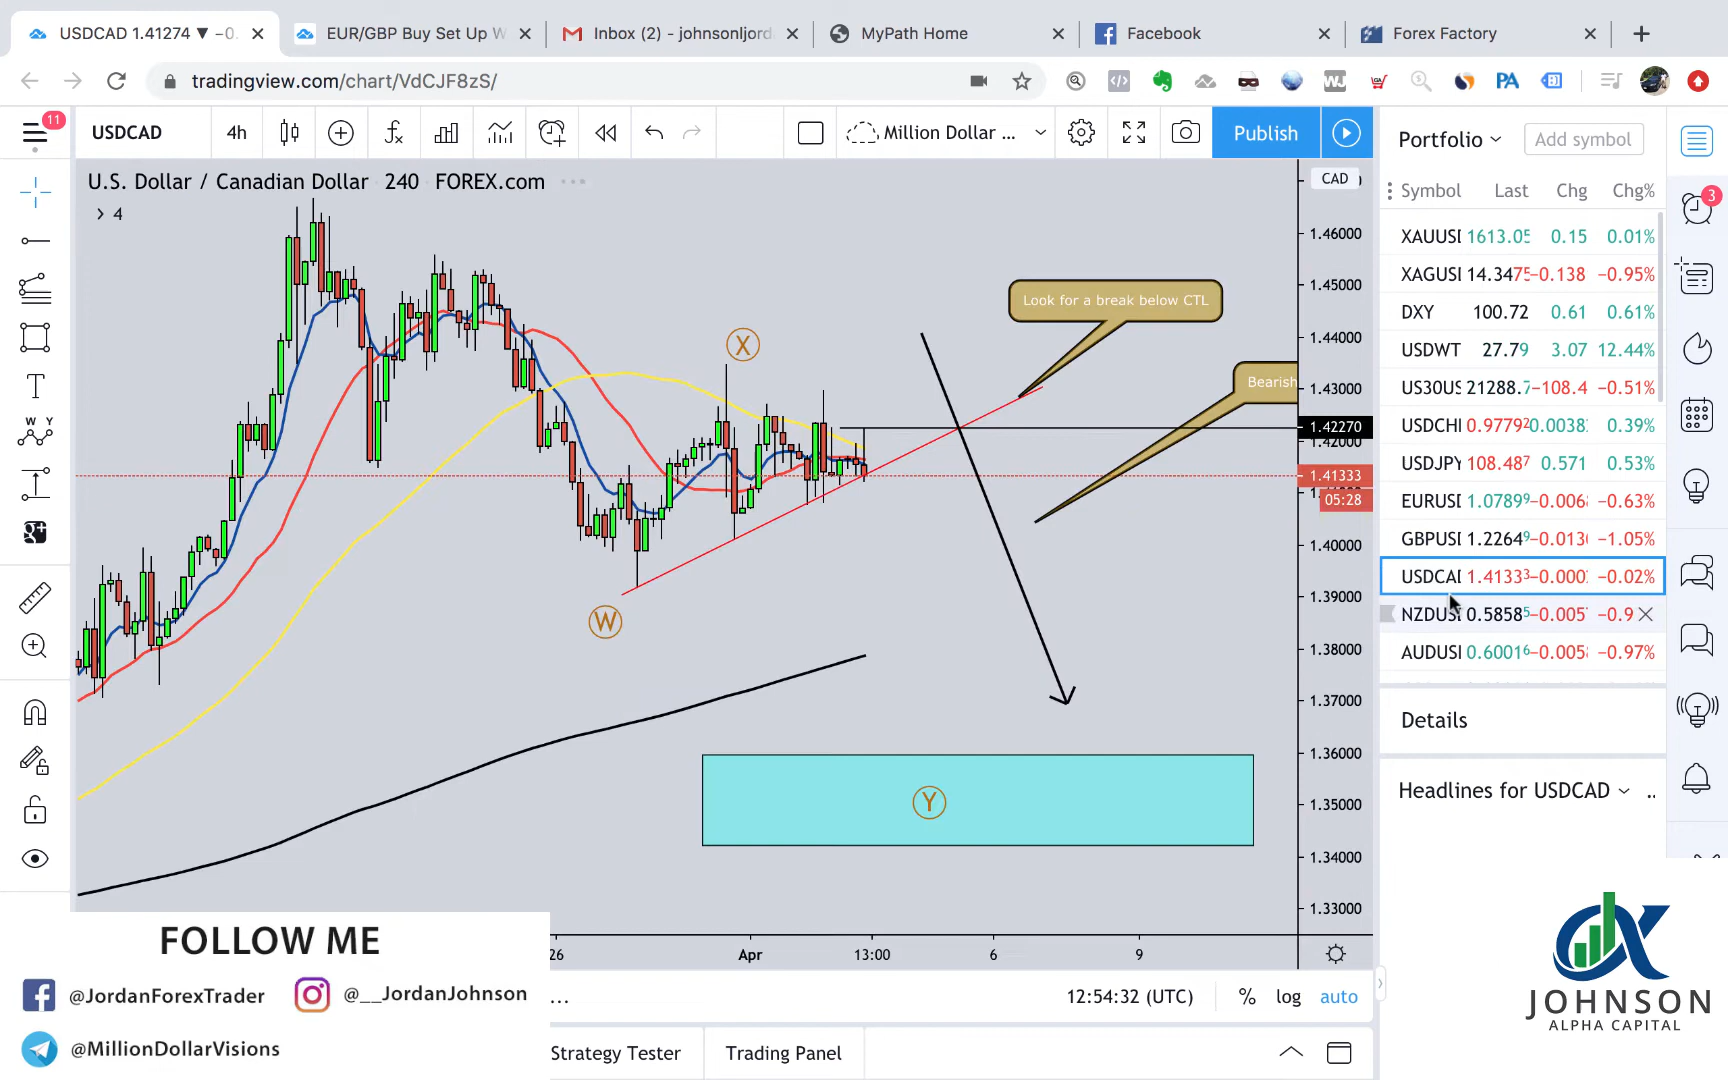 USDCAD 1.41274 ▼ −0.
EUR/GBP Buy Set Up W
Inbox (2) - johnsonljord
MyPath Home
Facebook
Forex Factory
tradingview.com/chart/VdCJF8zS/
11
USDCAD
4h
Million Dollar ...
Publish
U.S. Dollar / Canadian Dollar 240 FOREX.com
4
Look for a break below CTL
Bearish
X
W
Y
CAD
1.46000
1.45000
1.44000
1.43000
1.42270
1.42000
1.41333
05:28
1.40000
1.39000
1.38000
1.37000
1.36000
1.35000
1.34000
1.33000
26 Apr 13:00 6 9
12:54:32 (UTC) % log auto
Strategy Tester Trading Panel
Portfolio
Add symbol
3
Symbol Last Chg Chg%
XAUUSD 1613.05 0.15 0.01%
XAGUSD 14.3475 −0.138 −0.95%
DXY 100.72 0.61 0.61%
USDWT 27.79 3.07 12.44%
US30US 21288.7 −108.4 −0.51%
USDCHF 0.97792 0.0038 0.39%
USDJPY 108.487 0.571 0.53%
EURUSD 1.07899 −0.006 −0.63%
GBPUSD 1.22649 −0.013 −1.05%
USDCAD 1.41333 −0.000 −0.02%
NZDUSD 0.58585 −0.005 −0.9
AUDUSD 0.60016 −0.005 −0.97%
Details
Headlines for USDCAD ..
FOLLOW ME
@JordanForexTrader
@__JordanJohnson
...
@MillionDollarVisions
JOHNSON
ALPHA CAPITAL